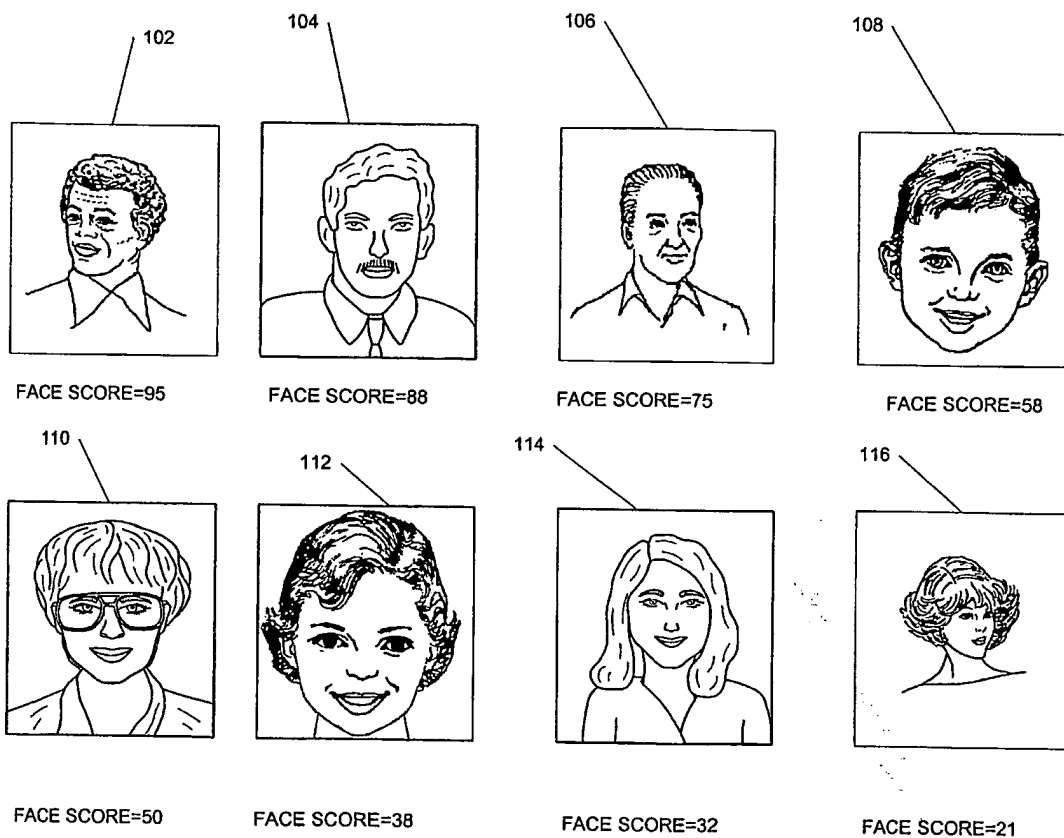 102
104
106
108
FACE SCORE=95
FACE SCORE=88
FACE SCORE=75
FACE SCORE=58
110
112
114
116
FACE SCORE=50
FACE SCORE=38
FACE SCORE=32
FACE SCORE=21